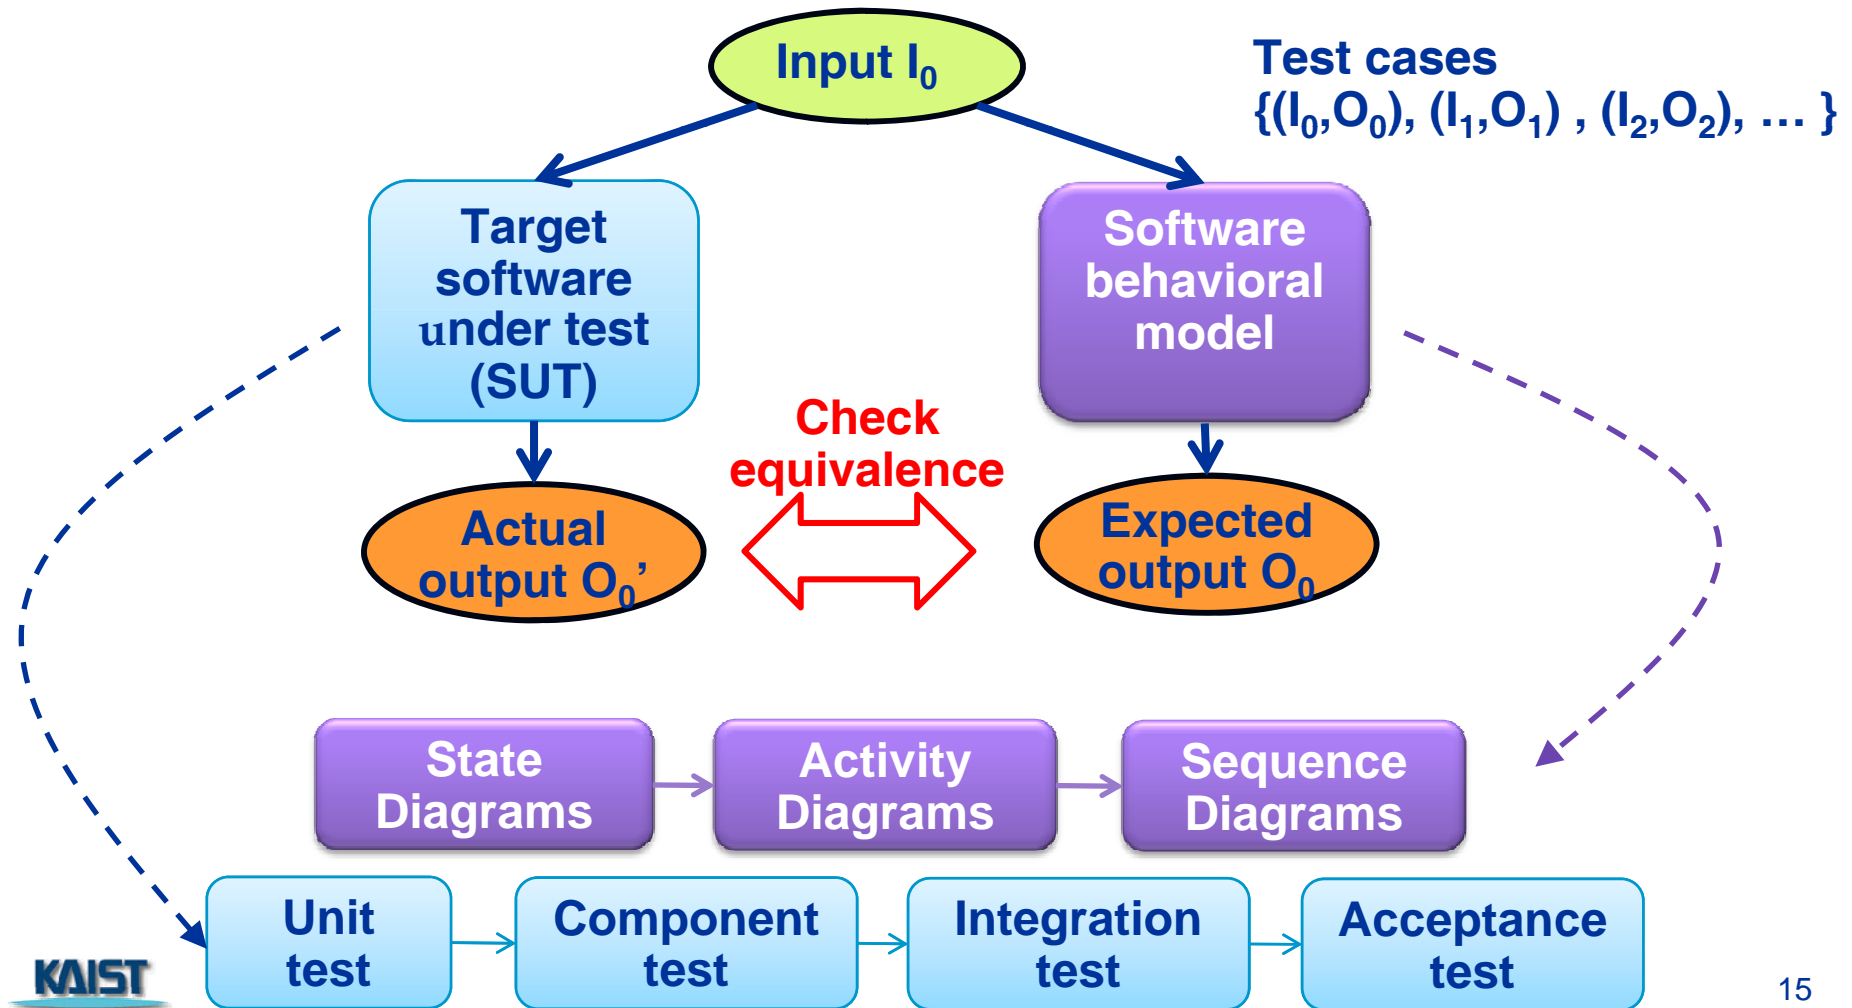 Input I₀
Test cases
{(I₀,O₀), (I₁,O₁) , (I₂,O₂), … }
Target
software
under test
(SUT)
Software
behavioral
model
Check
equivalence
Actual
output O₀’
Expected
output O₀
State
Diagrams
Activity
Diagrams
Sequence
Diagrams
Unit
test
Component
test
Integration
test
Acceptance
test
KAIST
15